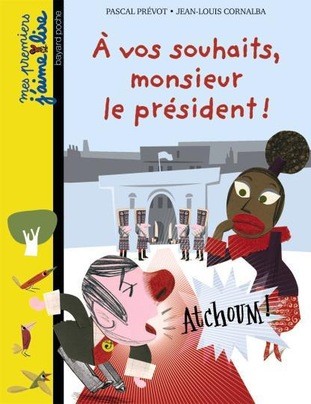 PASCAL PRÉVOT • JEAN-LOUIS CORNALBA
À vos souhaits,
monsieur
le président !
mes premiers
j'aime lire
bayard poche
Atchoum !